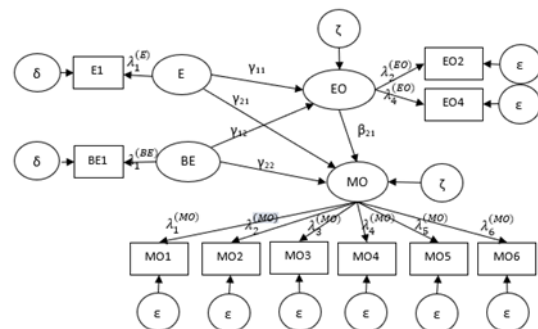 ζ
δ E1 λ₁⁽ᴱ⁾ E γ₁₁ EO λ₂⁽ᴱᴼ⁾ EO2 ε
γ₂₁ λ₄⁽ᴱᴼ⁾ EO4 ε
γ₁₂ β₂₁
δ BE1 λ₁⁽ᴮᴱ⁾ BE γ₂₂ MO ζ
λ₁⁽ᴹᴼ⁾ λ₂⁽ᴹᴼ⁾ λ₃⁽ᴹᴼ⁾ λ₄⁽ᴹᴼ⁾ λ₅⁽ᴹᴼ⁾ λ₆⁽ᴹᴼ⁾
MO1 MO2 MO3 MO4 MO5 MO6
ε ε ε ε ε ε